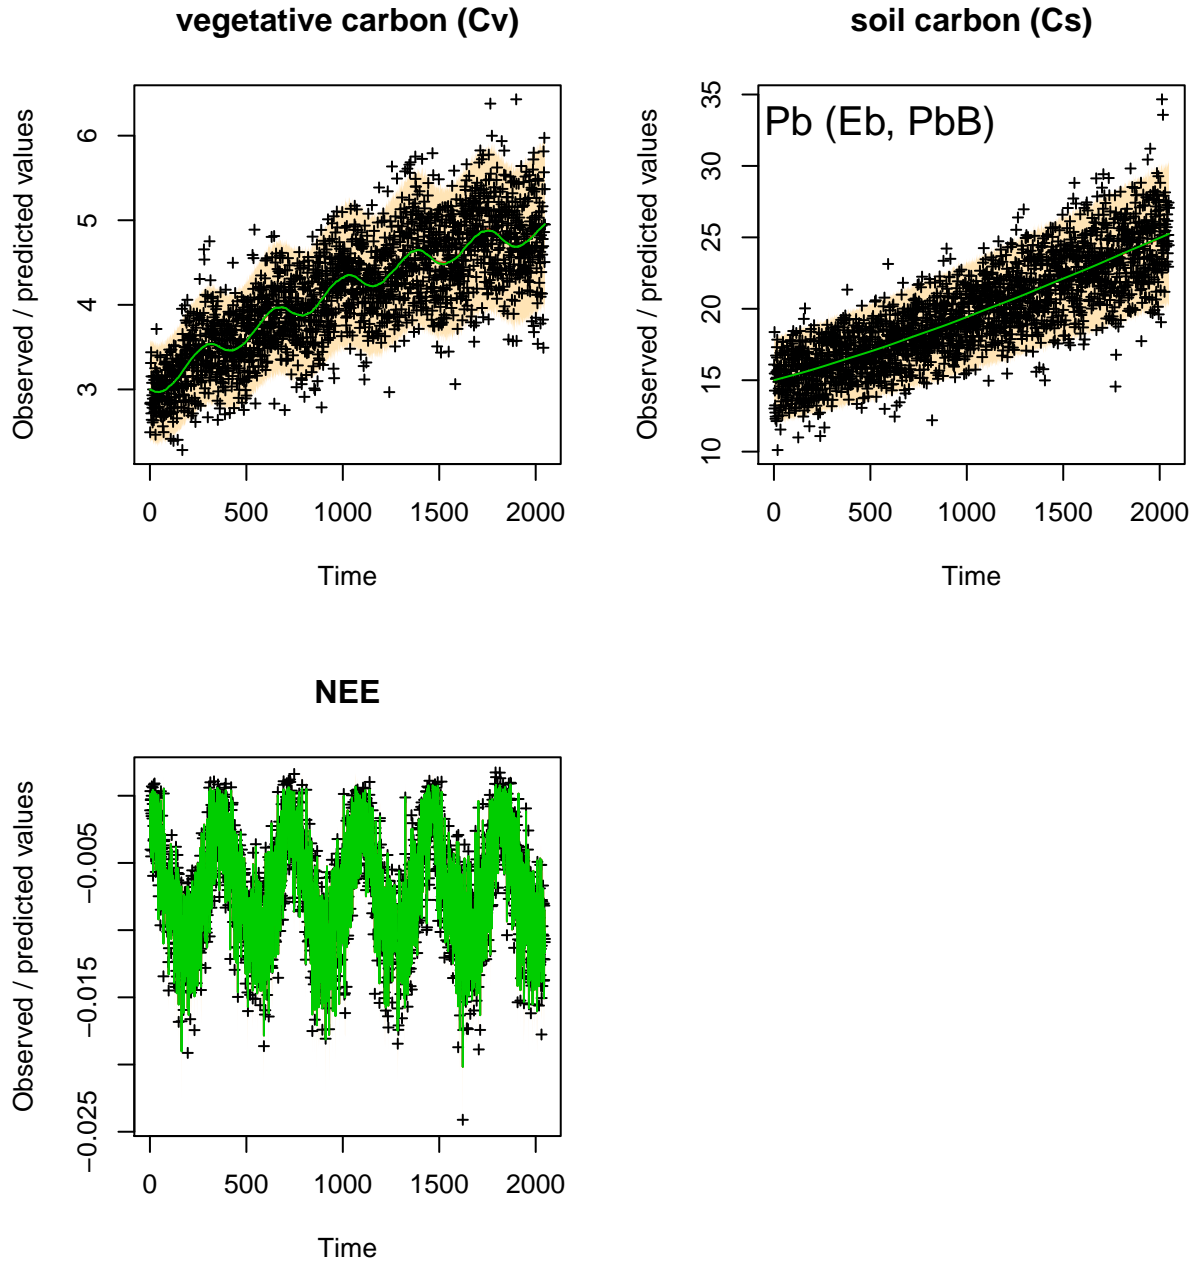 vegetative carbon (Cv)
Observed / predicted values
6
5
4
3
0 500 1000 1500 2000
Time
soil carbon (Cs)
Observed / predicted values
35
30
25
20
15
10
Pb (Eb, PbB)
0 500 1000 1500 2000
Time
NEE
Observed / predicted values
−0.005
−0.015
−0.025
0 500 1000 1500 2000
Time